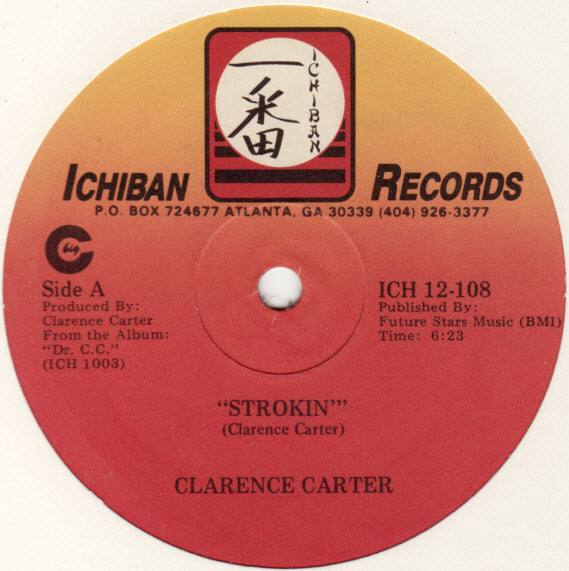 一番
ICHIBAN
ICHIBAN RECORDS
P.O. BOX 724677 ATLANTA, GA 30339 (404) 926-3377
big C
Side A
Produced By:
Clarence Carter
From the Album:
"Dr. C.C."
(ICH 1003)
ICH 12-108
Published By:
Future Stars Music (BMI)
Time: 6:23
"STROKIN'"
(Clarence Carter)
CLARENCE CARTER